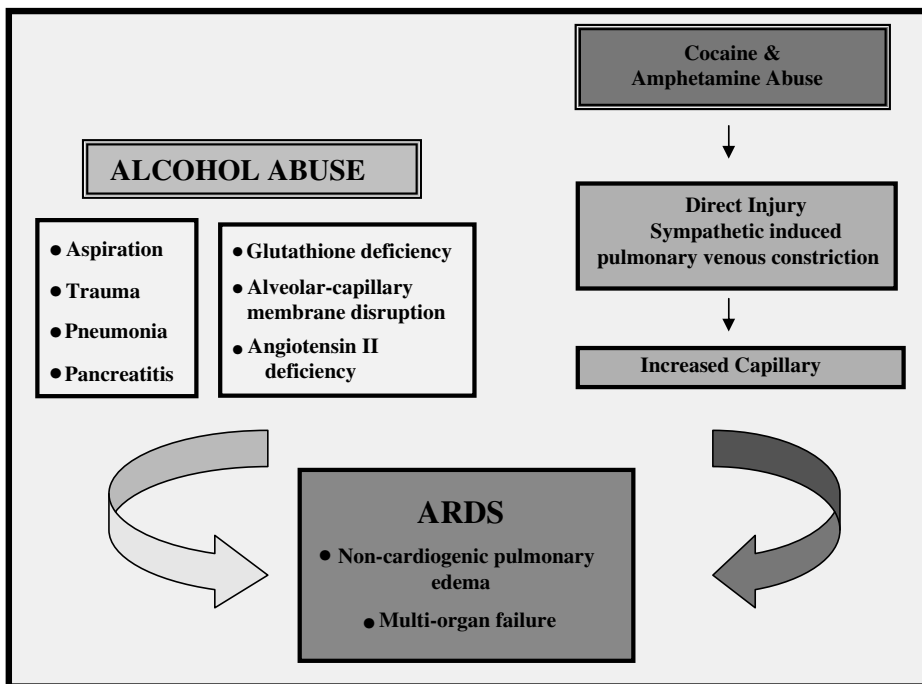 ALCOHOL ABUSE
● Aspiration
● Trauma
● Pneumonia
● Pancreatitis
● Glutathione deficiency
● Alveolar-capillary
membrane disruption
● Angiotensin II
deficiency
Cocaine &
Amphetamine Abuse
Direct Injury
Sympathetic induced
pulmonary venous constriction
Increased Capillary
ARDS
● Non-cardiogenic pulmonary
edema
● Multi-organ failure